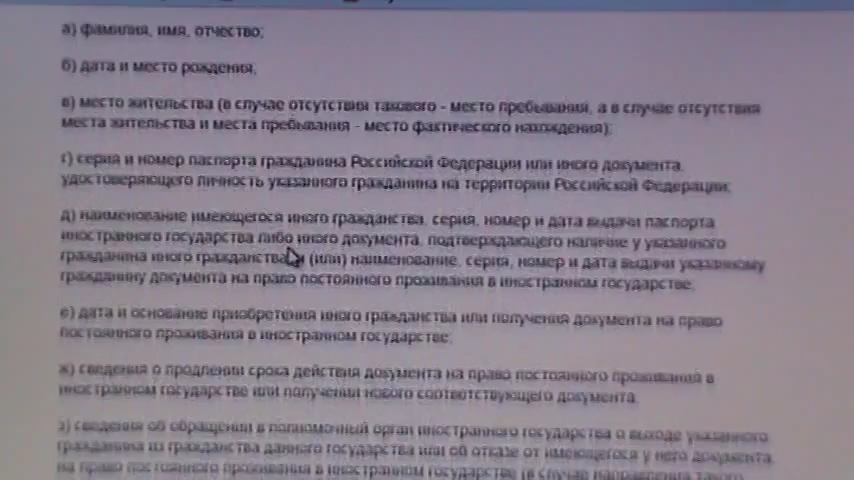 а) фамилия, имя, отчество;
б) дата и место рождения;
в) место жительства (в случае отсутствия такового - место пребывания, а в случае отсутствия
места жительства и места пребывания - место фактического нахождения);
г) серия и номер паспорта гражданина Российской Федерации или иного документа,
удостоверяющего личность указанного гражданина на территории Российской Федерации;
д) наименование имеющегося иного гражданства, серия, номер и дата выдачи паспорта
иностранного государства либо иного документа, подтверждающего наличие у указанного
гражданина иного гражданства, и (или) наименование, серия, номер и дата выдачи указанному
гражданину документа на право постоянного проживания в иностранном государстве;
е) дата и основание приобретения иного гражданства или получения документа на право
постоянного проживания в иностранном государстве;
ж) сведения о продлении срока действия документа на право постоянного проживания в
иностранном государстве или получении нового соответствующего документа;
з) сведения об обращении в полномочный орган иностранного государства о выходе указанного
гражданина из гражданства данного государства или об отказе от имеющегося у него документа
на право постоянного проживания в иностранном государстве (в случае направления такого